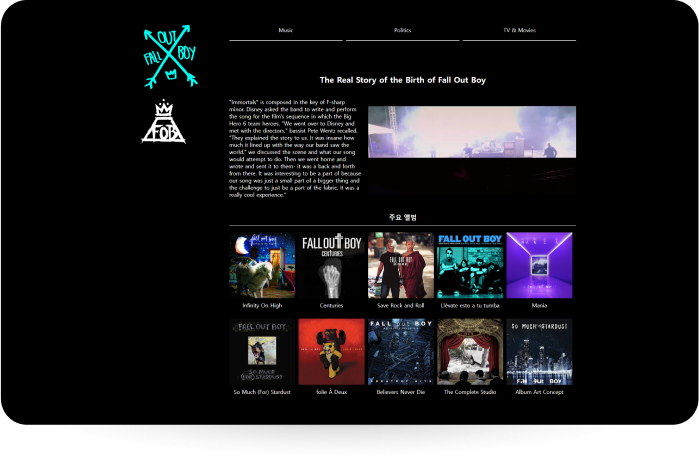 OUT
FALL BOY
FOB
Music Politics TV & Movies
The Real Story of the Birth of Fall Out Boy
"Immortals" is composed in the key of F-sharp
minor. Disney asked the band to write and perform
the song for the film's sequence in which the Big
Hero 6 team heroes. "We went over to Disney and
met with the directors," bassist Pete Wentz recalled.
"They explained the story to us. It was insane how
much it lined up with the way our band saw the
world." we discussed the scene and what our song
would attempt to do. Then we went home and
wrote and sent it to them- it was a back and forth
from there. It was interesting to be a part of because
our song was just a small part of a bigger thing and
the challenge to just be a part of the fabric. It was a
really cool experience."
주요 앨범
FALL OUT BOY
CENTURIES
FALL OUT BOY
FALL OUT BOY
MANIA
Infinity On High Centuries Save Rock and Roll Llévate esto a tu tumba Mania
FALL OUT BOY
SO MUCH
(FOR) STARDUST
FALL OUT BOY
GREATEST HITS
SO MUCH (FOR) STARDUST
FALL OUT BOY
So Much (For) Stardust folie À Deux Believers Never Die The Complete Studio Album Art Concept